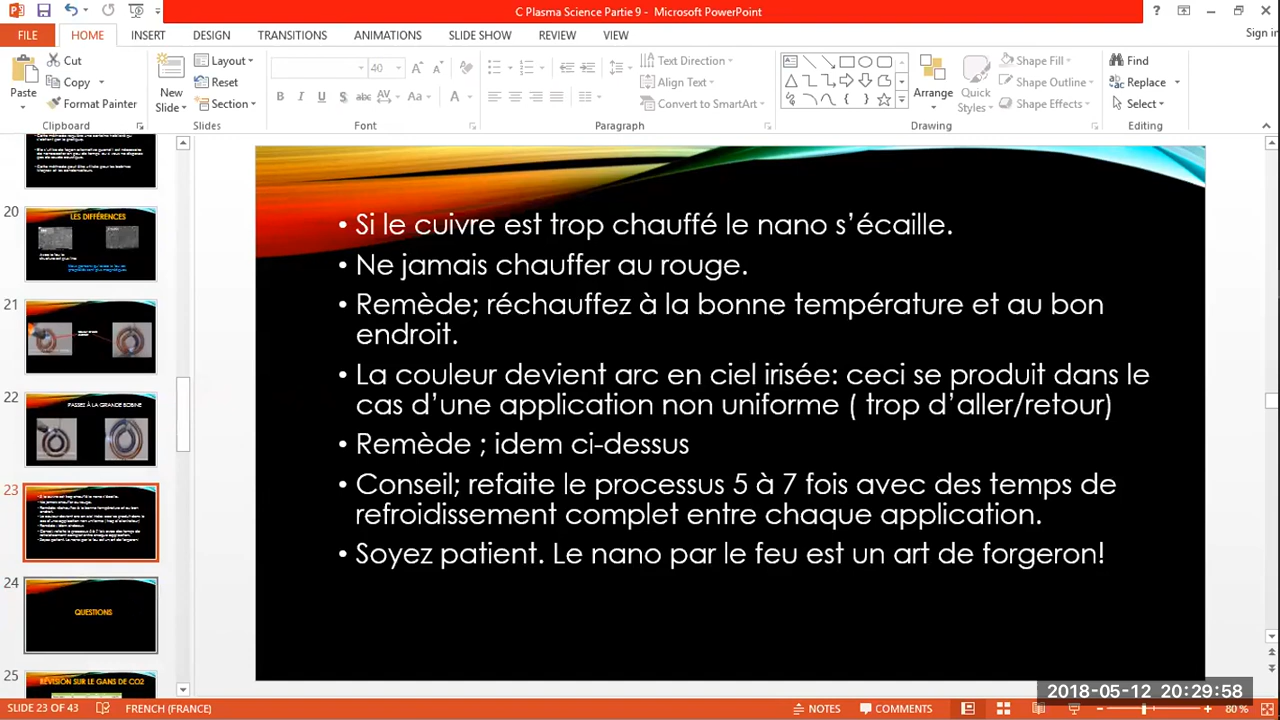 C Plasma Science Partie 9 - Microsoft PowerPoint
Sign in
FILE HOME INSERT DESIGN TRANSITIONS ANIMATIONS SLIDE SHOW REVIEW VIEW
Paste
Cut
Copy
Format Painter
Clipboard
New Slide
Layout
Reset
Section
Slides
40
B I U S abc AV Aa A
Font
Text Direction
Align Text
Convert to SmartArt
Paragraph
Arrange
Quick Styles
Shape Fill
Shape Outline
Shape Effects
Drawing
Find
Replace
Select
Editing
20
LES DIFFÉRENCES
21
22
PASSES À LA GRANDE BOBINE
23
24
QUESTIONS
25
RÉVISION SUR LE GANS DE CO2
• Si le cuivre est trop chauffé le nano s’écaille.
• Ne jamais chauffer au rouge.
• Remède; réchauffez à la bonne température et au bon
endroit.
• La couleur devient arc en ciel irisée: ceci se produit dans le
cas d’une application non uniforme ( trop d’aller/retour)
• Remède ; idem ci-dessus
• Conseil; refaite le processus 5 à 7 fois avec des temps de
refroidissement complet entre chaque application.
• Soyez patient. Le nano par le feu est un art de forgeron!
2018-05-12 20:29:58
SLIDE 23 OF 43 FRENCH (FRANCE) NOTES COMMENTS 80 %